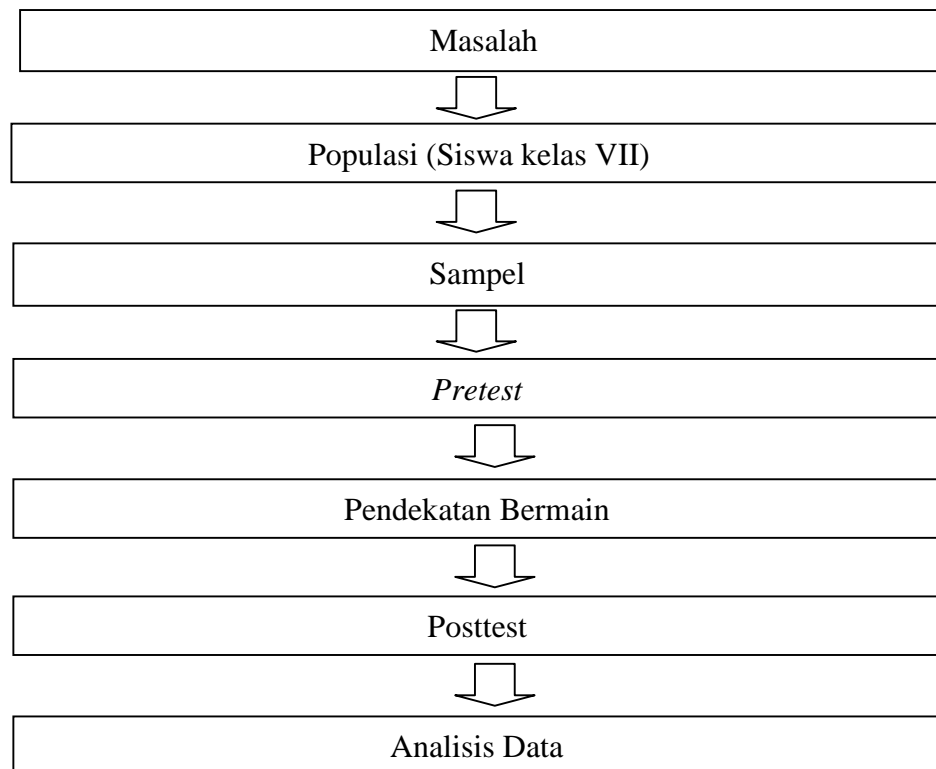 Masalah
Populasi (Siswa kelas VII)
Sampel
Pretest
Pendekatan Bermain
Posttest
Analisis Data